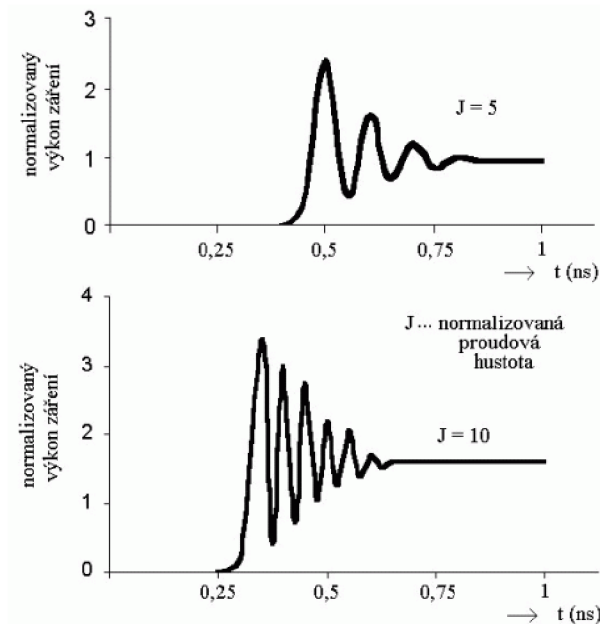 3
2
1
0
normalizovaný
výkon záření
J = 5
0,25
0,5
0,75
1
t (ns)
4
3
2
1
0
normalizovaný
výkon záření
J ... normalizovaná
proudová
hustota
J = 10
0,25
0,5
0,75
1
t (ns)